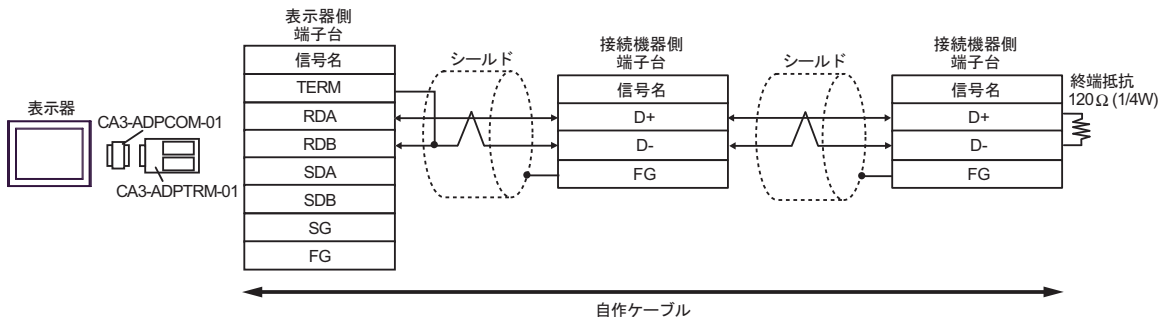 表示器
CA3-ADPCOM-01
CA3-ADPTRM-01
表示器側
端子台
信号名
TERM
RDA
RDB
SDA
SDB
SG
FG
シールド
接続機器側
端子台
信号名
D+
D-
FG
シールド
接続機器側
端子台
信号名
D+
D-
FG
終端抵抗
120Ω (1/4W)
自作ケーブル